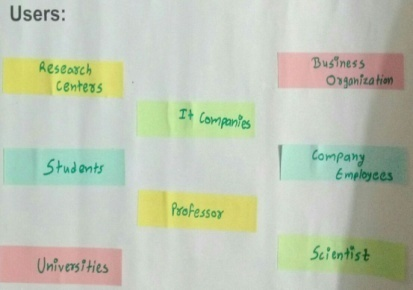 Users:
Research
Centers
Business
Organization
It Companies
Students
Company
Employees
Professor
Universities
Scientist